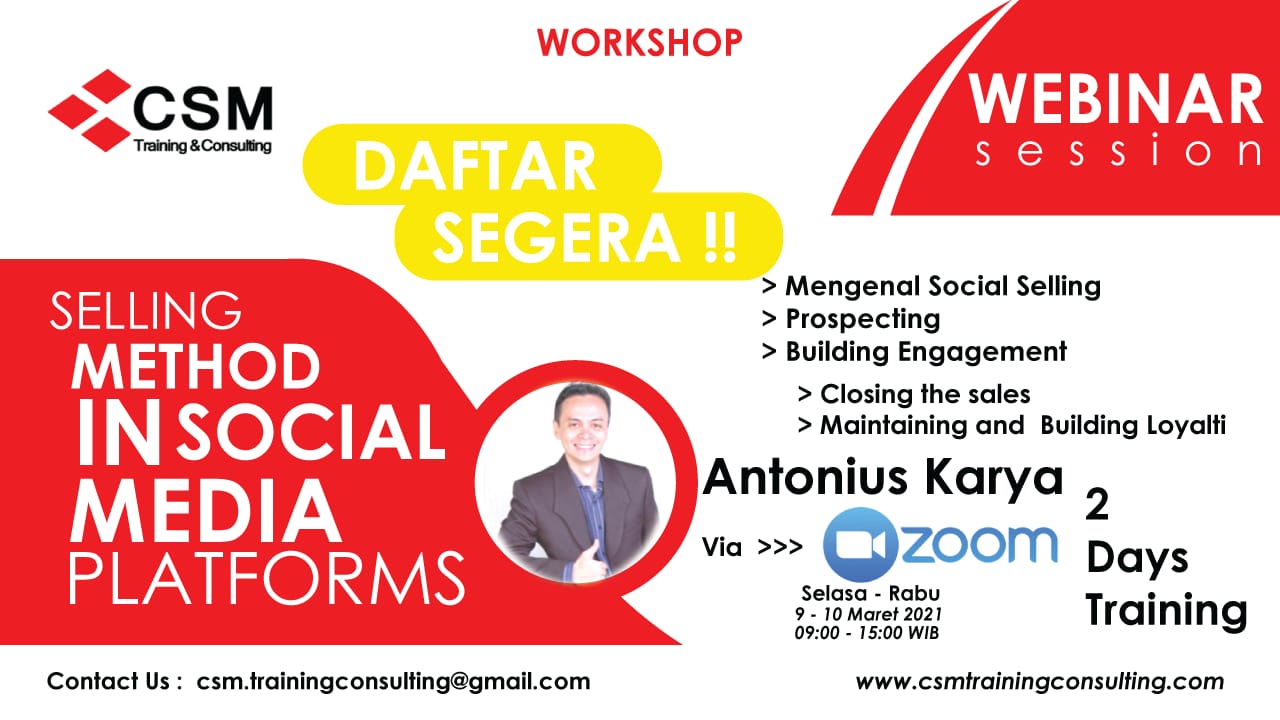 WORKSHOP
CSM
Training & Consulting
WEBINAR
session
DAFTAR
SEGERA !!
SELLING
METHOD
IN SOCIAL
MEDIA
PLATFORMS
> Mengenal Social Selling
> Prospecting
> Building Engagement
> Closing the sales
> Maintaining and Building Loyalti
Antonius Karya
Via >>> zoom
Selasa - Rabu
9 - 10 Maret 2021
09:00 - 15:00 WIB
2
Days
Training
Contact Us : csm.trainingconsulting@gmail.com
www.csmtrainingconsulting.com